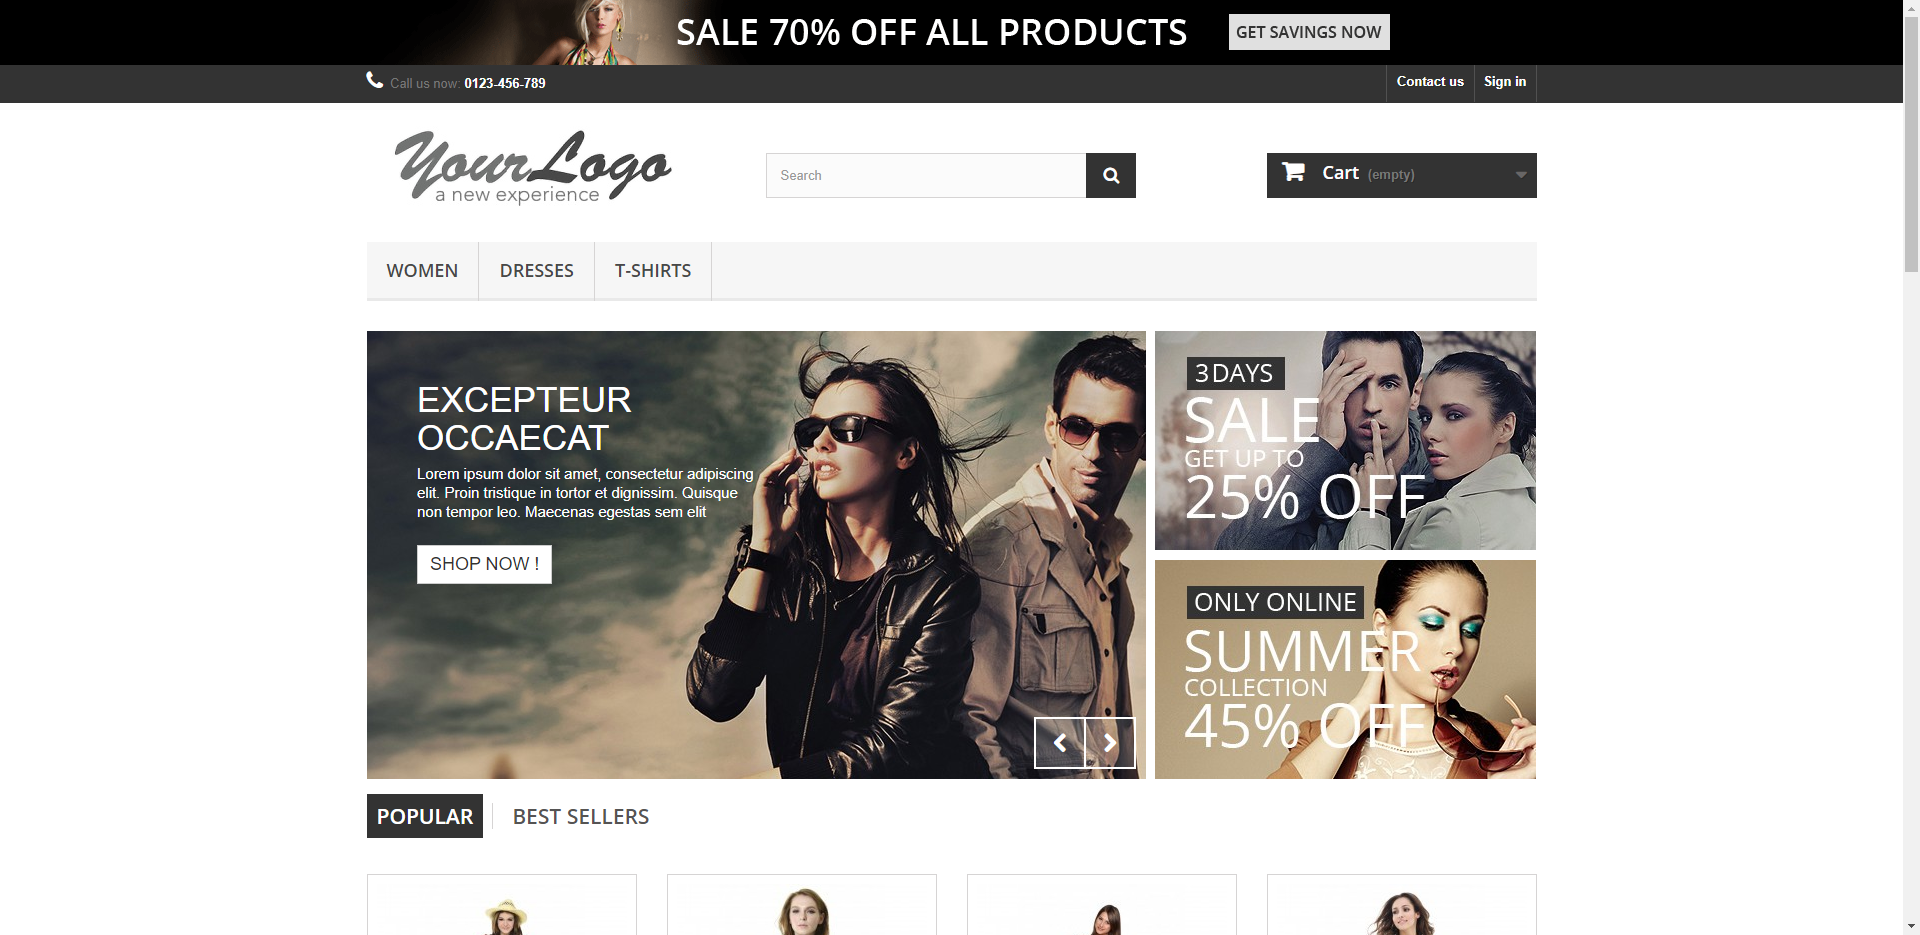 SALE 70% OFF ALL PRODUCTS
GET SAVINGS NOW
Call us now: 0123-456-789
Contact us
Sign in
YourLogo
a new experience
Search
Cart (empty)
WOMEN
DRESSES
T-SHIRTS
EXCEPTEUR
OCCAECAT
Lorem ipsum dolor sit amet, consectetur adipiscing
elit. Proin tristique in tortor et dignissim. Quisque
non tempor leo. Maecenas egestas sem elit
SHOP NOW !
3 DAYS
SALE
GET UP TO
25% OFF
ONLY ONLINE
SUMMER
COLLECTION
45% OFF
POPULAR
BEST SELLERS